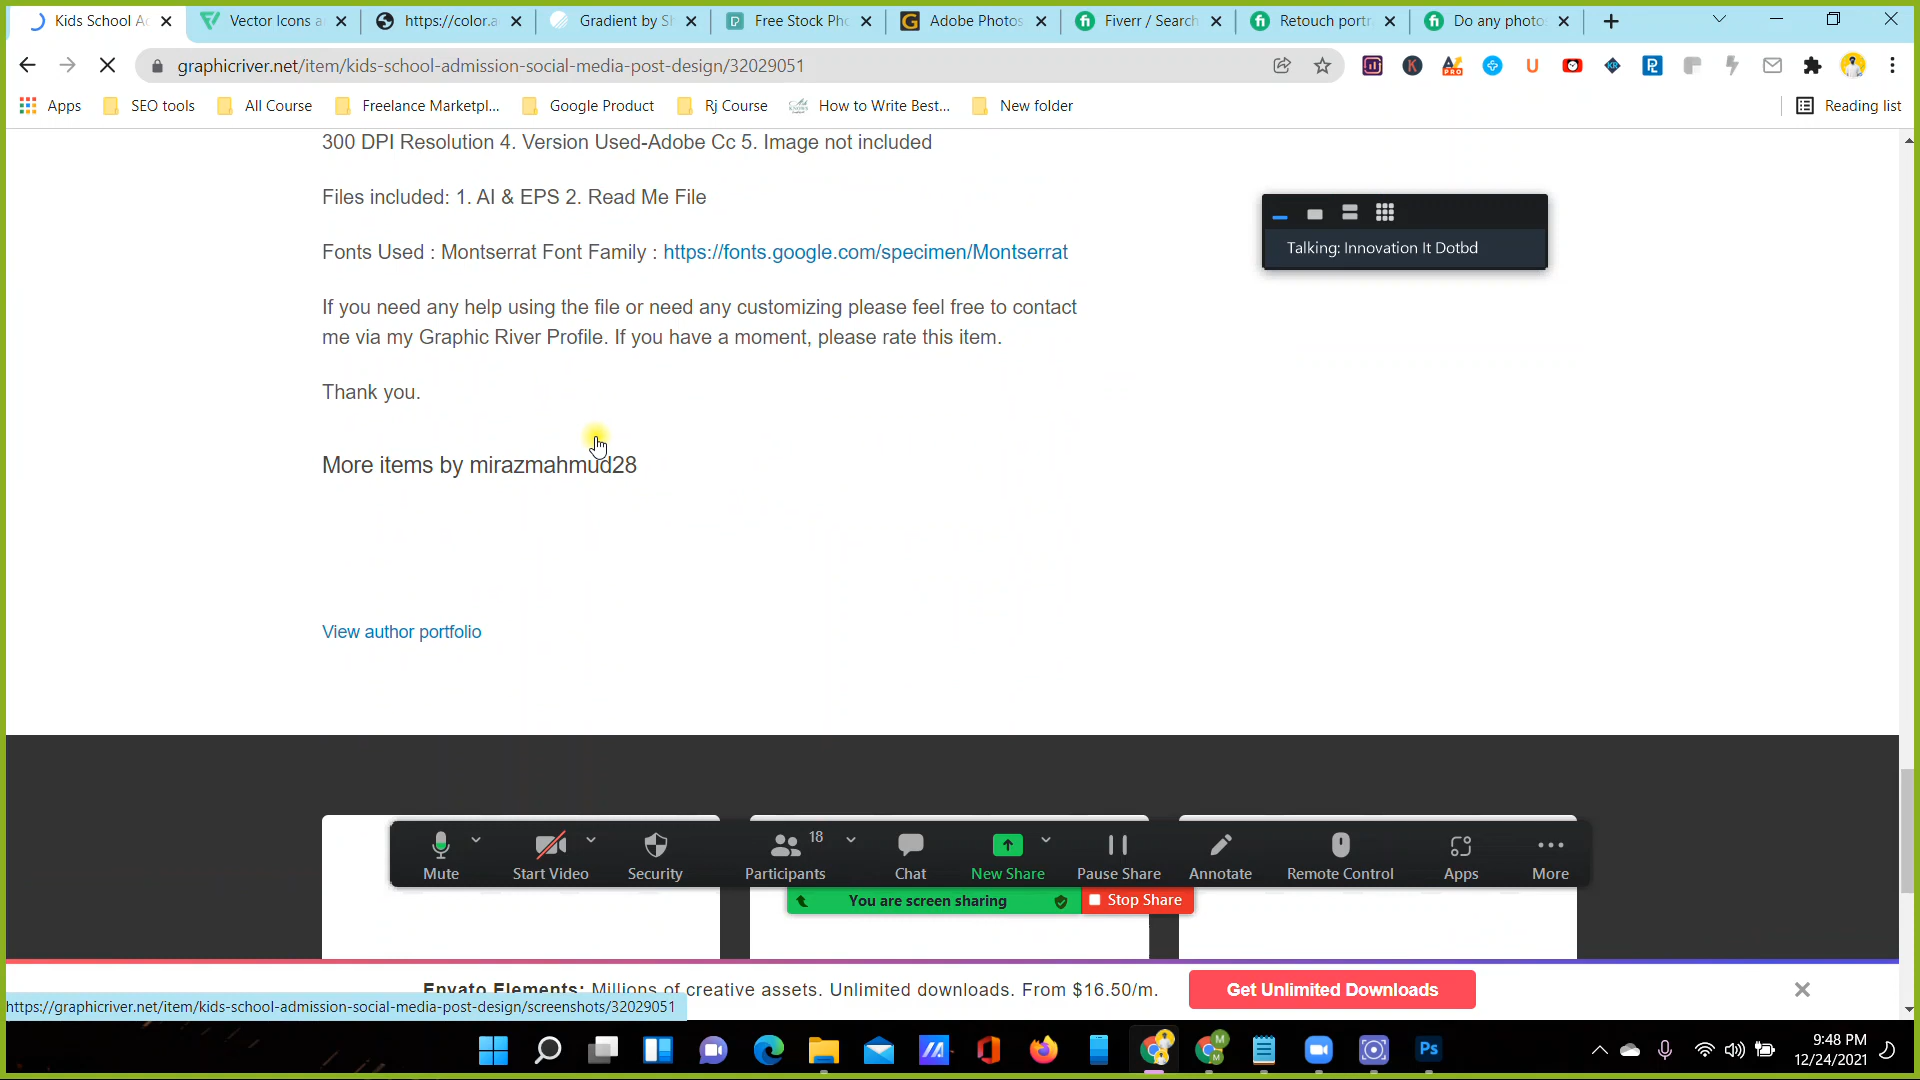 Kids School Ac
Vector Icons a
https://color.a
Gradient by Sh
Free Stock Pho
Adobe Photos
Fiverr / Search
Retouch portr
Do any photo
graphicriver.net/item/kids-school-admission-social-media-post-design/32029051
Apps
SEO tools
All Course
Freelance Marketpl...
Google Product
Rj Course
How to Write Best...
New folder
Reading list
300 DPI Resolution 4. Version Used-Adobe Cc 5. Image not included
Files included: 1. AI & EPS 2. Read Me File
Fonts Used : Montserrat Font Family : https://fonts.google.com/specimen/Montserrat
Talking: Innovation It Dotbd
If you need any help using the file or need any customizing please feel free to contact
me via my Graphic River Profile. If you have a moment, please rate this item.
Thank you.
More items by mirazmahmud28
View author portfolio
18
Mute
Start Video
Security
Participants
Chat
New Share
Pause Share
Annotate
Remote Control
Apps
More
You are screen sharing
Stop Share
Envato Elements: Millions of creative assets. Unlimited downloads. From $16.50/m.
Get Unlimited Downloads
https://graphicriver.net/item/kids-school-admission-social-media-post-design/screenshots/32029051
9:48 PM
12/24/2021